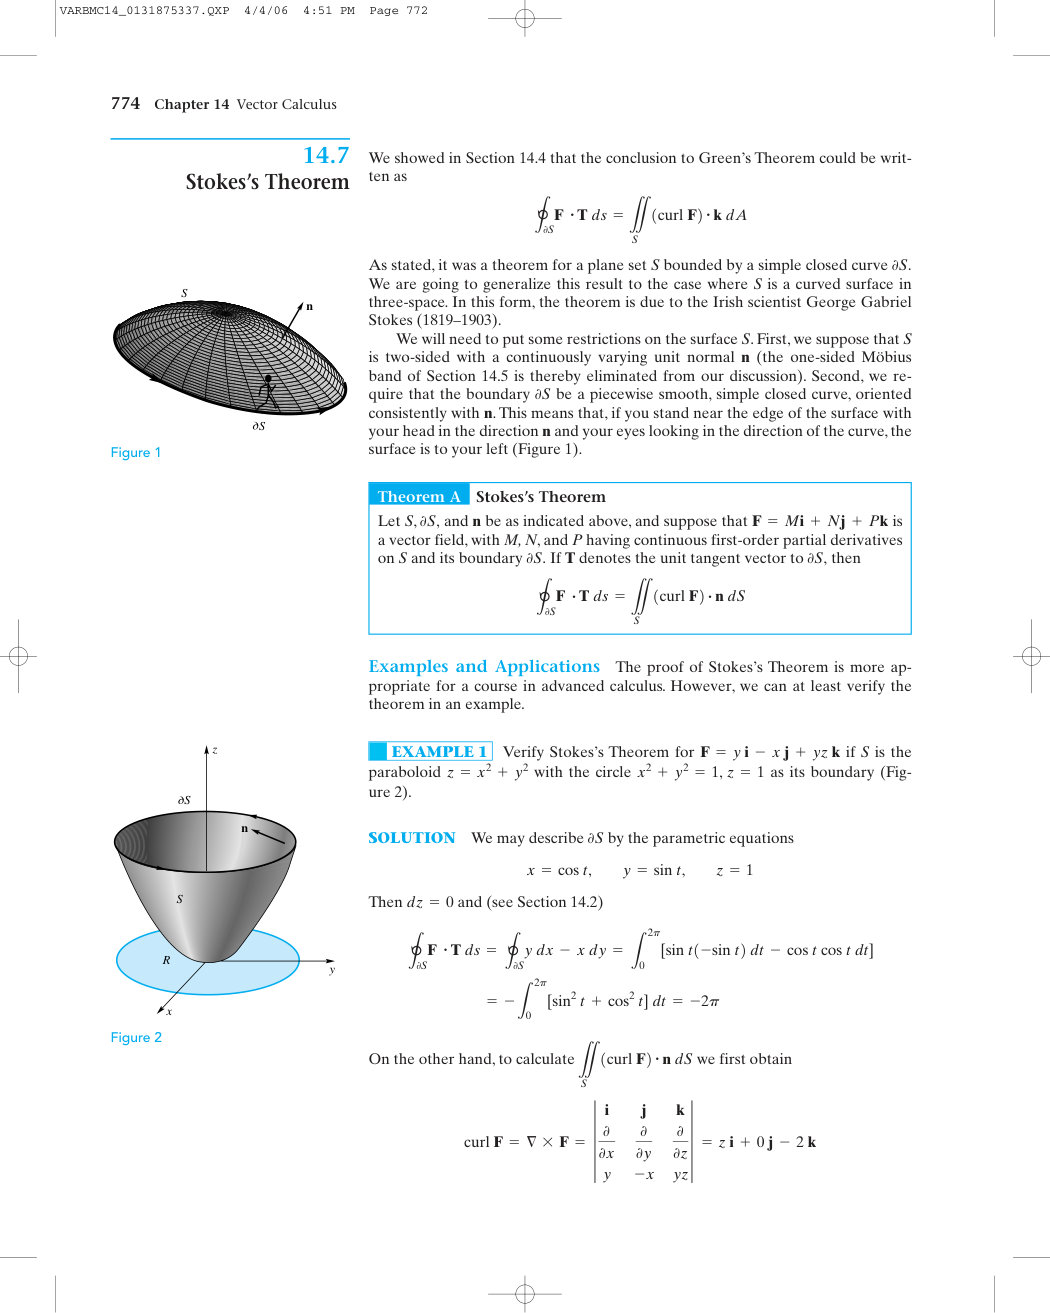 VARBMC14_0131875337.QXP 4/4/06 4:51 PM Page 772
774 Chapter 14 Vector Calculus
14.7
Stokes's Theorem
We showed in Section 14.4 that the conclusion to Green's Theorem could be writ-
ten as
∮∂S F · T ds = ∬S (curl F) · k dA
As stated, it was a theorem for a plane set S bounded by a simple closed curve ∂S.
We are going to generalize this result to the case where S is a curved surface in
three-space. In this form, the theorem is due to the Irish scientist George Gabriel
Stokes (1819–1903).
We will need to put some restrictions on the surface S. First, we suppose that S
is two-sided with a continuously varying unit normal n (the one-sided Möbius
band of Section 14.5 is thereby eliminated from our discussion). Second, we re-
quire that the boundary ∂S be a piecewise smooth, simple closed curve, oriented
consistently with n. This means that, if you stand near the edge of the surface with
your head in the direction n and your eyes looking in the direction of the curve, the
surface is to your left (Figure 1).
S
n
∂S
Figure 1
Theorem A Stokes's Theorem
Let S, ∂S, and n be as indicated above, and suppose that F = Mi + Nj + Pk is
a vector field, with M, N, and P having continuous first-order partial derivatives
on S and its boundary ∂S. If T denotes the unit tangent vector to ∂S, then
∮∂S F · T ds = ∬S (curl F) · n dS
Examples and Applications The proof of Stokes's Theorem is more ap-
propriate for a course in advanced calculus. However, we can at least verify the
theorem in an example.
EXAMPLE 1 Verify Stokes's Theorem for F = y i − x j + yz k if S is the
paraboloid z = x² + y² with the circle x² + y² = 1, z = 1 as its boundary (Fig-
ure 2).
z
∂S
n
S
R
y
x
Figure 2
SOLUTION We may describe ∂S by the parametric equations
x = cos t, y = sin t, z = 1
Then dz = 0 and (see Section 14.2)
∮∂S F · T ds = ∮∂S y dx − x dy = ∫₀^2π [sin t(−sin t) dt − cos t cos t dt]
= −∫₀^2π [sin² t + cos² t] dt = −2π
On the other hand, to calculate ∬S (curl F) · n dS we first obtain
curl F = ∇ × F = | i j k ; ∂/∂x ∂/∂y ∂/∂z ; y −x yz | = z i + 0 j − 2 k